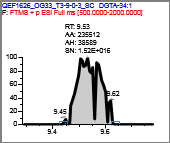 QEF1626_OG33_T3-9-0-3_SC DGTA-34:1
F: FTMS + p ESI Full ms [500.0000-2000.0000]
RT: 9.53
AA: 235512
AH: 38589
SN: 1.52E+016
100
80
60
40
20
0
9.45
9.62
9.4
9.6